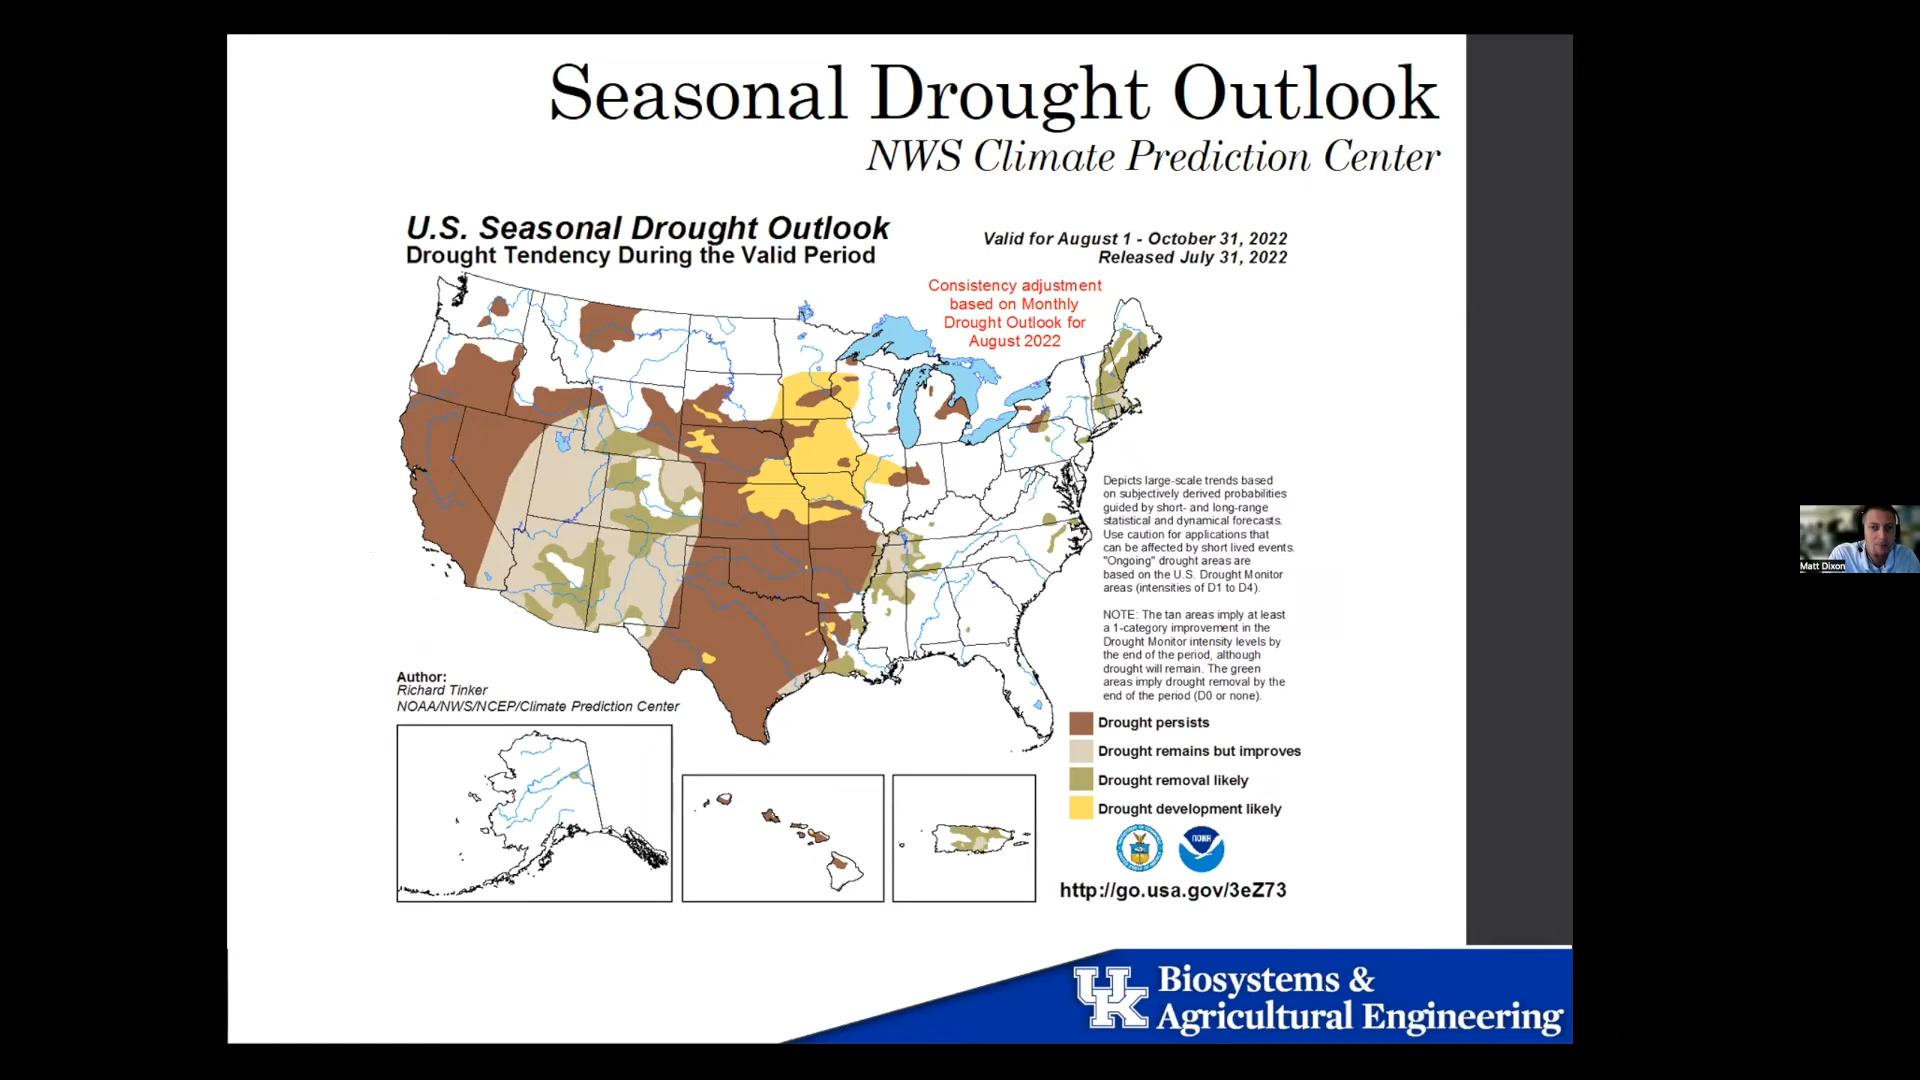 Seasonal Drought Outlook
NWS Climate Prediction Center
U.S. Seasonal Drought Outlook
Drought Tendency During the Valid Period
Valid for August 1 - October 31, 2022
Released July 31, 2022
Consistency adjustment
based on Monthly
Drought Outlook for
August 2022
Depicts large-scale trends based
on subjectively derived probabilities
guided by short- and long-range
statistical and dynamical forecasts.
Use caution for applications that
can be affected by short lived events.
"Ongoing" drought areas are
based on the U.S. Drought Monitor
areas (intensities of D1 to D4).
NOTE: The tan areas imply at least
a 1-category improvement in the
Drought Monitor intensity levels by
the end of the period, although
drought will remain. The green
areas imply drought removal by the
end of the period (D0 or none).
Author:
Richard Tinker
NOAA/NWS/NCEP/Climate Prediction Center
Drought persists
Drought remains but improves
Drought removal likely
Drought development likely
NOAA
http://go.usa.gov/3eZ73
UK
Biosystems &
Agricultural Engineering
Matt Dixon